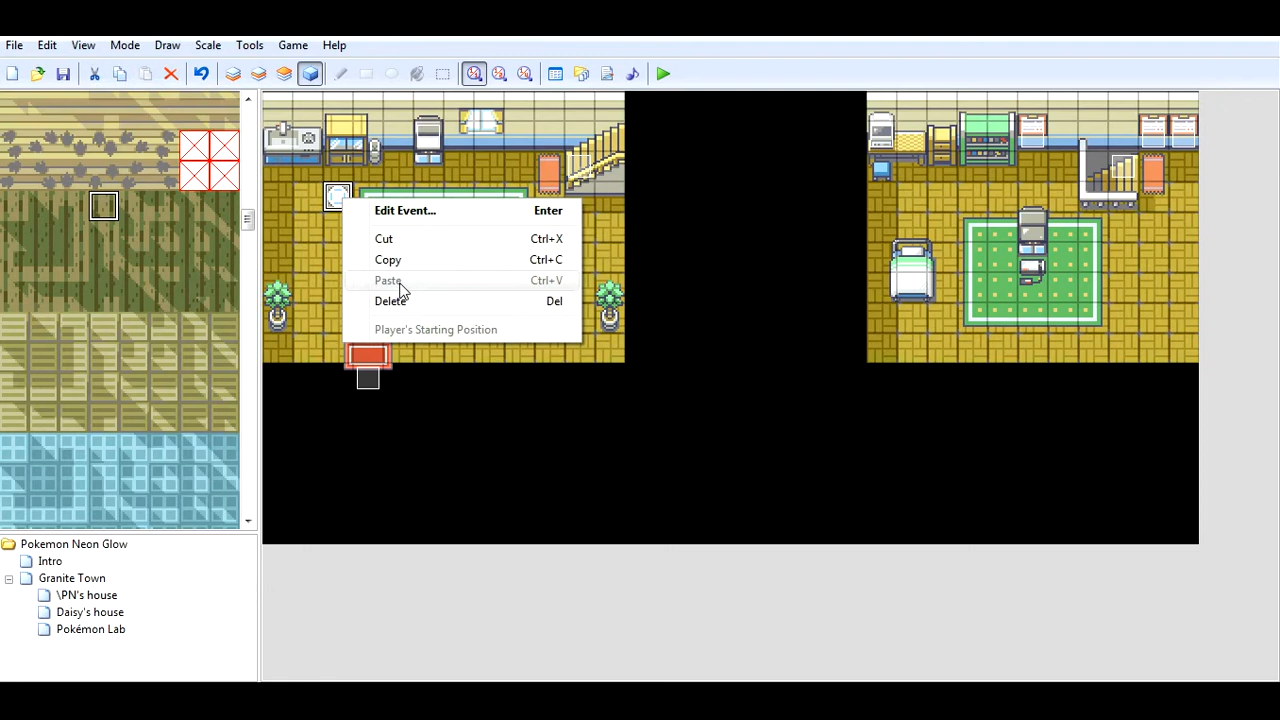 File Edit View Mode Draw Scale Tools Game Help
Edit Event... Enter
Cut Ctrl+X
Copy Ctrl+C
Paste Ctrl+V
Delete Del
Player's Starting Position
Pokemon Neon Glow
Intro
Granite Town
\PN's house
Daisy's house
Pokémon Lab